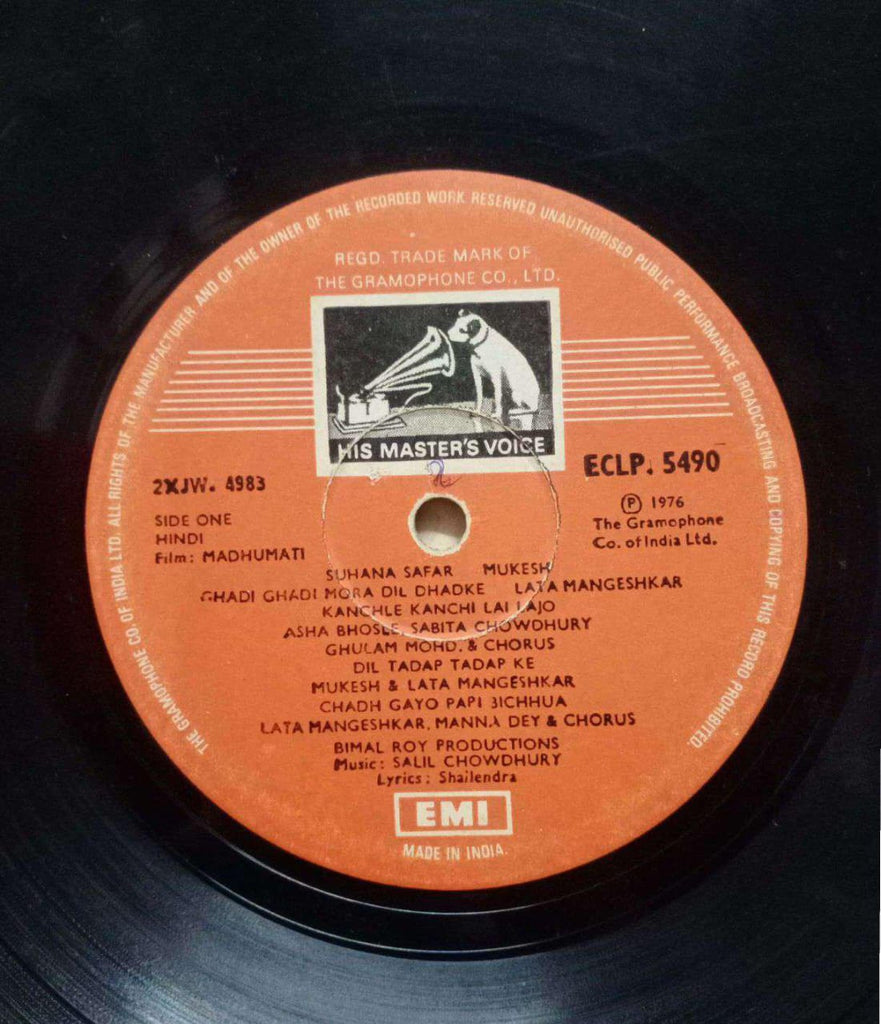 THE GRAMOPHONE CO OF INDIA LTD. ALL RIGHTS OF THE MANUFACTURER AND OF THE OWNER OF THE RECORDED WORK RESERVED UNAUTHORISED PUBLIC PERFORMANCE BROADCASTING AND COPYING OF THIS RECORD PROHIBITED.
REGD. TRADE MARK OF
THE GRAMOPHONE CO., LTD.
HIS MASTER'S VOICE
2
2XJW. 4983
ECLP. 5490
SIDE ONE
HINDI
Film: MADHUMATI
Ⓟ 1976
The Gramophone
Co. of India Ltd.
SUHANA SAFAR MUKESH
GHADI GHADI MORA DIL DHADKE LATA MANGESHKAR
KANCHLE KANCHI LAI LAJO
ASHA BHOSLE, SABITA CHOWDHURY
GHULAM MOHD. & CHORUS
DIL TADAP TADAP KE
MUKESH & LATA MANGESHKAR
CHADH GAYO PAPI BICHHUA
LATA MANGESHKAR, MANNA DEY & CHORUS
BIMAL ROY PRODUCTIONS
Music: SALIL CHOWDHURY
Lyrics: Shailendra
EMI
MADE IN INDIA.